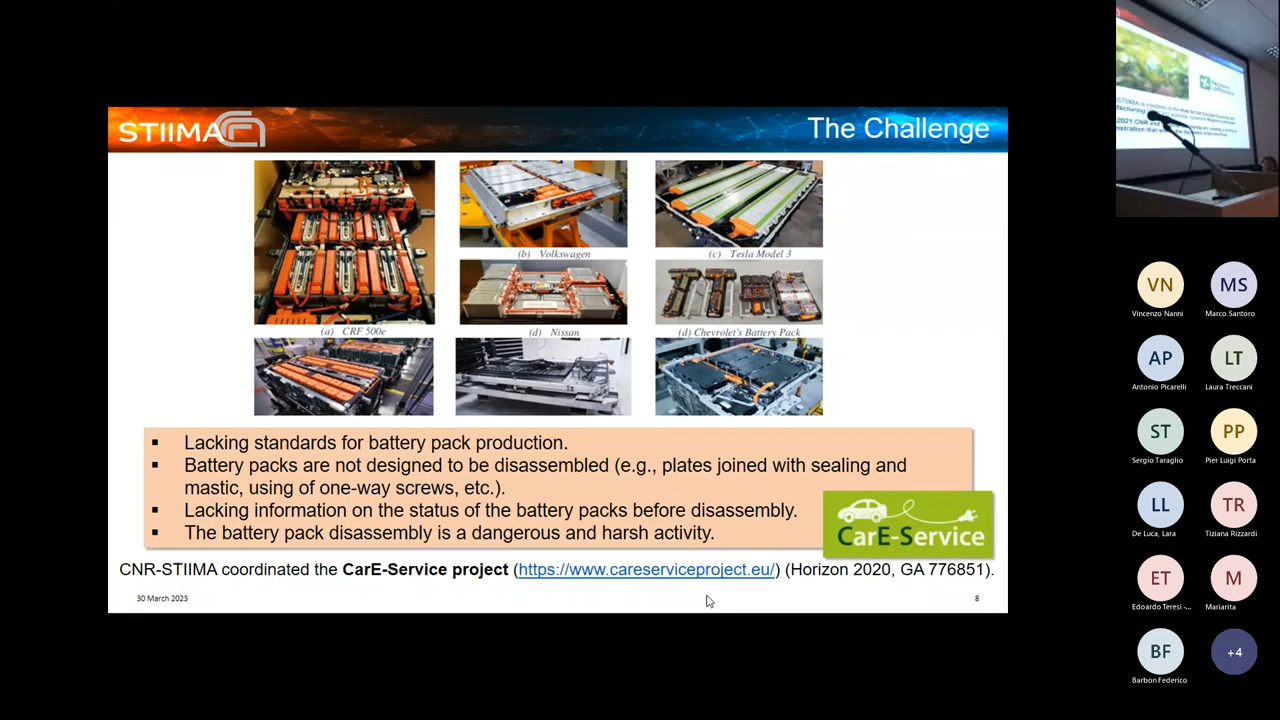 STIIMA
The Challenge
(b) Volkswagen
(c) Tesla Model 3
(a) CRF 500e
(d) Nissan
(d) Chevrolet's Battery Pack
▪ Lacking standards for battery pack production.
▪ Battery packs are not designed to be disassembled (e.g., plates joined with sealing and
mastic, using of one-way screws, etc.).
▪ Lacking information on the status of the battery packs before disassembly.
▪ The battery pack disassembly is a dangerous and harsh activity.
CarE-Service
CNR-STIIMA coordinated the CarE-Service project (https://www.careserviceproject.eu/) (Horizon 2020, GA 776851).
30 March 2023
8
VN
Vincenzo Nanni
MS
Marco Santoro
AP
Antonio Picarelli
LT
Laura Treccani
ST
Sergio Taraglio
PP
Pier Luigi Porta
LL
De Luca, Lara
TR
Tiziana Rizzardi
ET
Edoardo Teresi -...
M
Mariarita
BF
Barbon Federico
+4